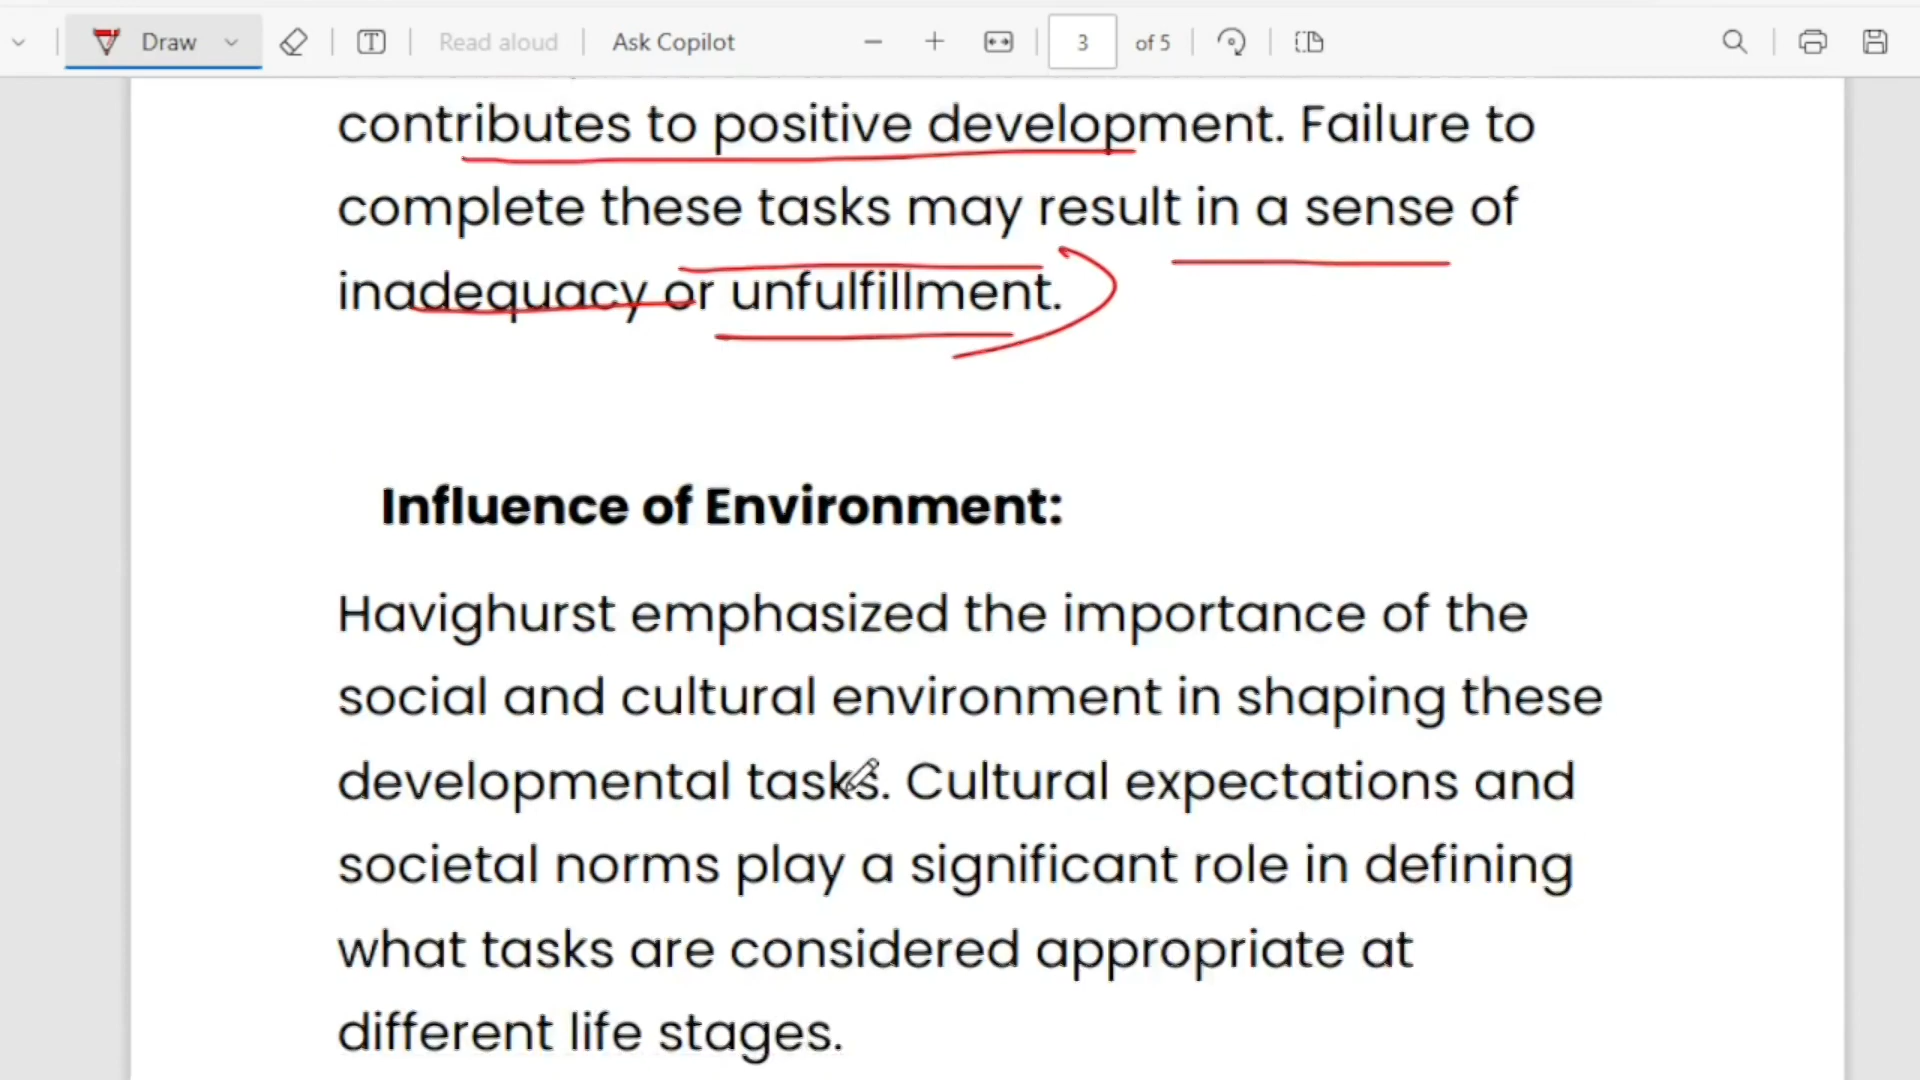 Draw
Read aloud
Ask Copilot
3
of 5
contributes to positive development. Failure to
complete these tasks may result in a sense of
inadequacy or unfulfillment.
Influence of Environment:
Havighurst emphasized the importance of the
social and cultural environment in shaping these
developmental tasks. Cultural expectations and
societal norms play a significant role in defining
what tasks are considered appropriate at
different life stages.